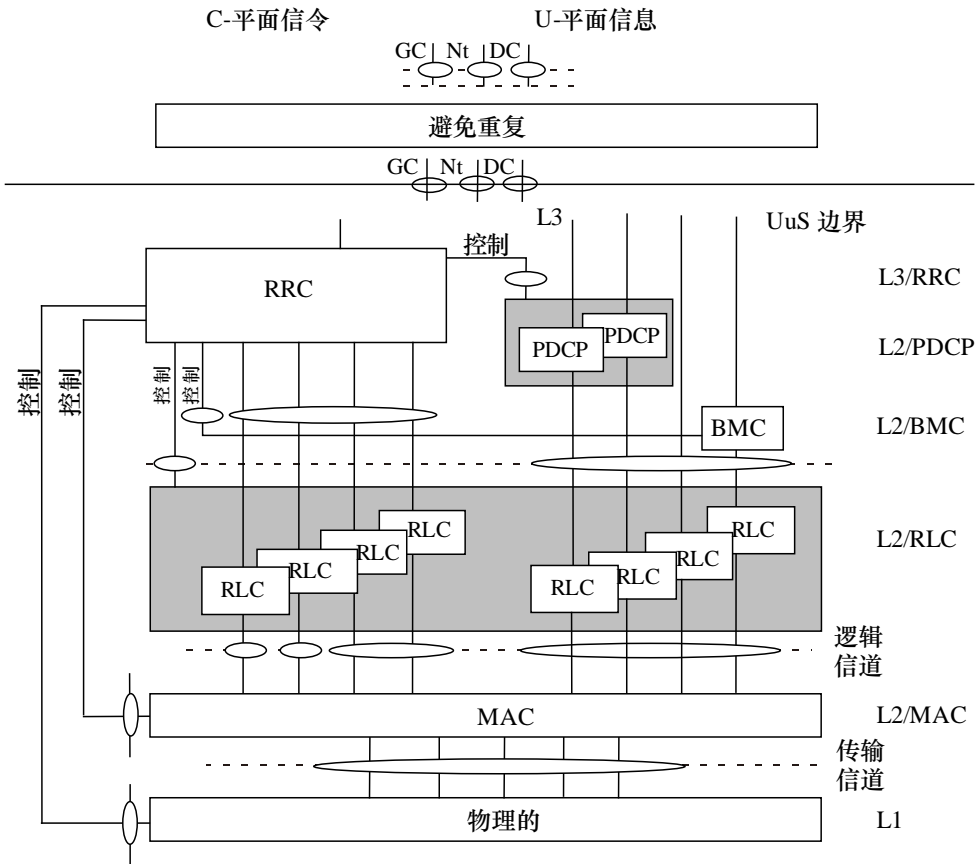 C-平面信令
U-平面信息
GC Nt DC
避免重复
GC Nt DC
L3
UuS 边界
控制
RRC
L3/RRC
PDCP
PDCP
L2/PDCP
控制
控制
控制
控制
BMC
L2/BMC
RLC
RLC
RLC
RLC
RLC
RLC
RLC
RLC
L2/RLC
逻辑
信道
MAC
L2/MAC
传输
信道
物理的
L1